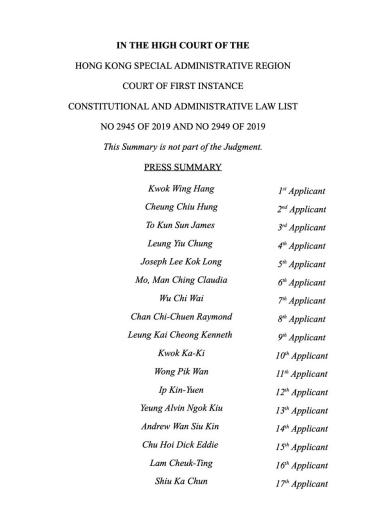 IN THE HIGH COURT OF THE
HONG KONG SPECIAL ADMINISTRATIVE REGION
COURT OF FIRST INSTANCE
CONSTITUTIONAL AND ADMINISTRATIVE LAW LIST
NO 2945 OF 2019 AND NO 2949 OF 2019
This Summary is not part of the Judgment.
PRESS SUMMARY
Kwok Wing Hang 1st Applicant
Cheung Chiu Hung 2nd Applicant
To Kun Sun James 3rd Applicant
Leung Yiu Chung 4th Applicant
Joseph Lee Kok Long 5th Applicant
Mo, Man Ching Claudia 6th Applicant
Wu Chi Wai 7th Applicant
Chan Chi-Chuen Raymond 8th Applicant
Leung Kai Cheong Kenneth 9th Applicant
Kwok Ka-Ki 10th Applicant
Wong Pik Wan 11th Applicant
Ip Kin-Yuen 12th Applicant
Yeung Alvin Ngok Kiu 13th Applicant
Andrew Wan Siu Kin 14th Applicant
Chu Hoi Dick Eddie 15th Applicant
Lam Cheuk-Ting 16th Applicant
Shiu Ka Chun 17th Applicant